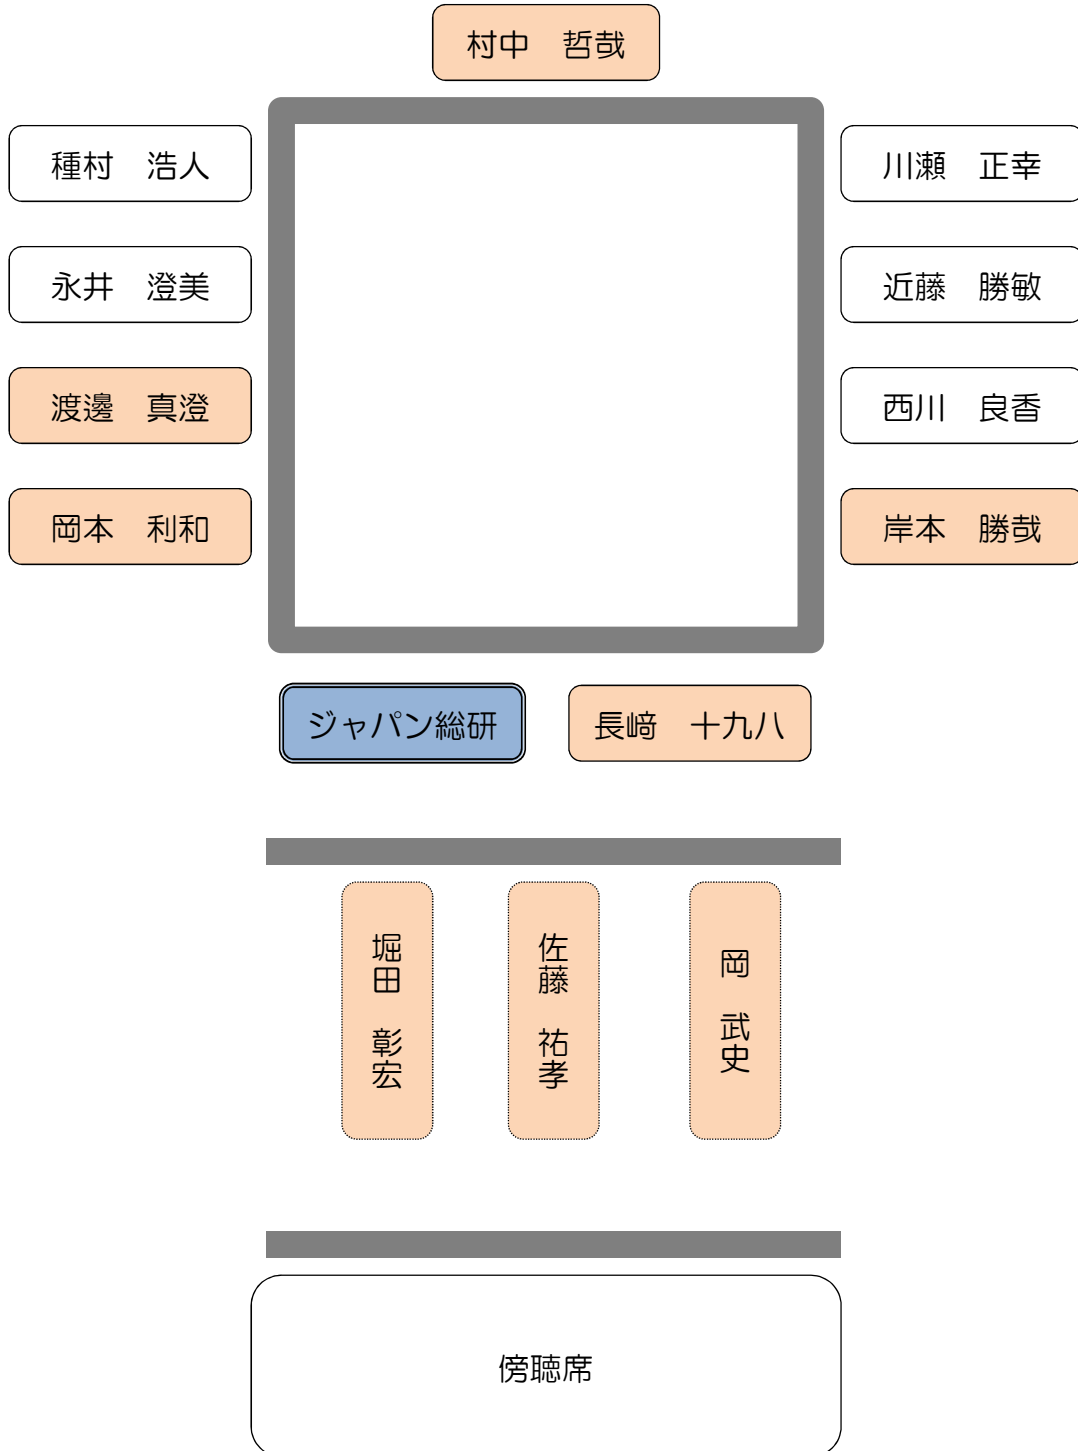 村中　哲哉
種村　浩人
川瀬　正幸
永井　澄美
近藤　勝敏
渡邊　真澄
西川　良香
岡本　利和
岸本　勝哉
ジャパン総研
長﨑　十九八
堀田　彰宏
佐藤　祐孝
岡　武史
傍聴席